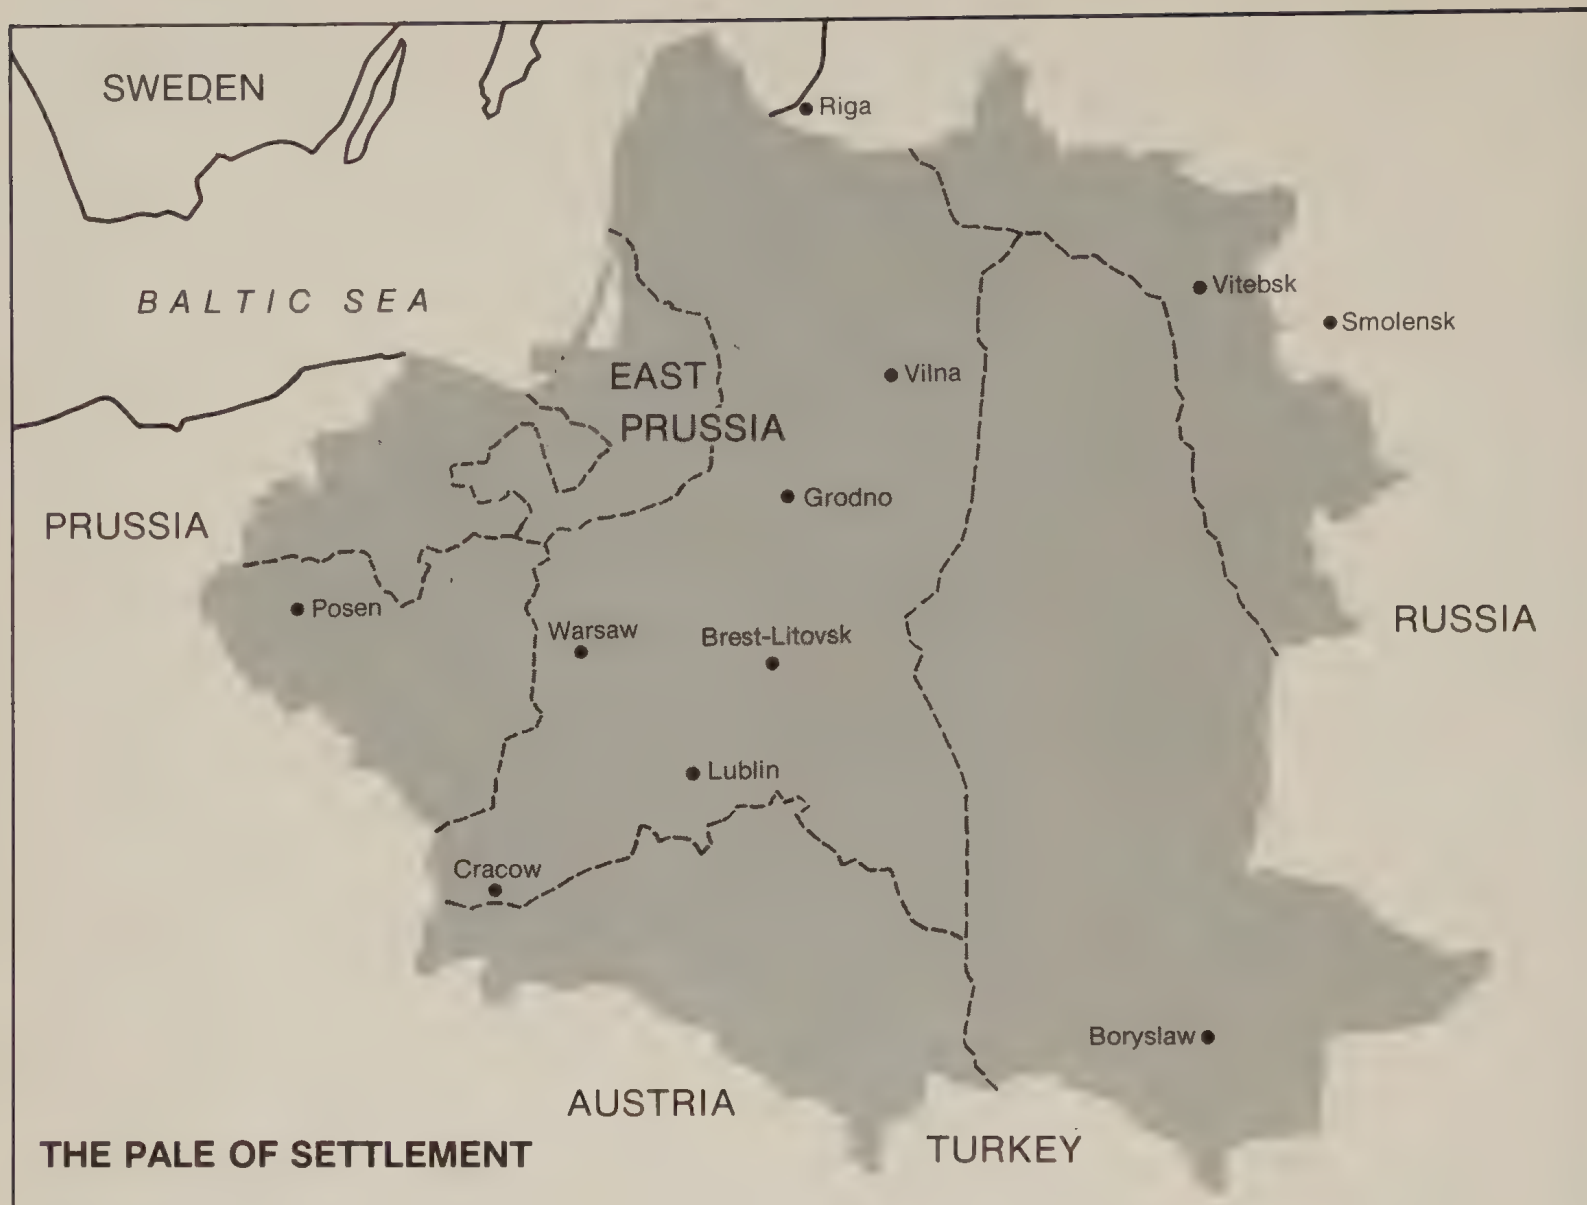 SWEDEN
Riga
BALTIC SEA
Vitebsk
Smolensk
Vilna
EAST
PRUSSIA
Grodno
PRUSSIA
Posen
Warsaw
Brest-Litovsk
RUSSIA
Lublin
Cracow
Boryslaw
AUSTRIA
TURKEY
THE PALE OF SETTLEMENT